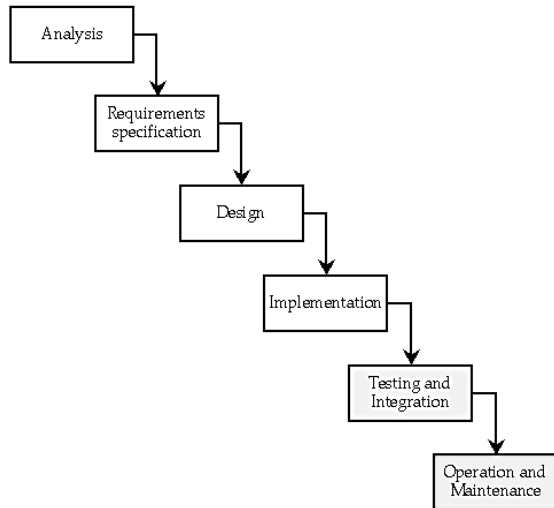 Analysis
Requirements
specification
Design
Implementation
Testing and
Integration
Operation and
Maintenance